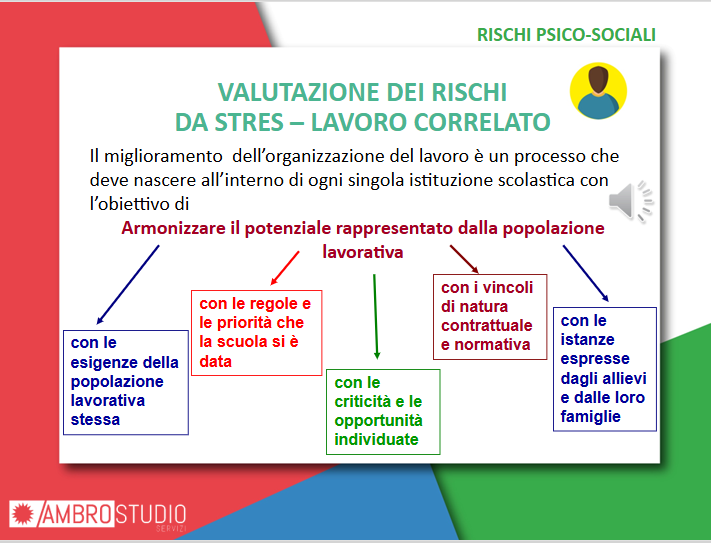 RISCHI PSICO-SOCIALI
VALUTAZIONE DEI RISCHI
DA STRES – LAVORO CORRELATO
Il miglioramento dell'organizzazione del lavoro è un processo che
deve nascere all'interno di ogni singola istituzione scolastica con
l'obiettivo di
Armonizzare il potenziale rappresentato dalla popolazione
lavorativa
con le
esigenze della
popolazione
lavorativa
stessa
con le regole e
le priorità che
la scuola si è
data
con le
criticità e le
opportunità
individuate
con i vincoli
di natura
contrattuale
e normativa
con le
istanze
espresse
dagli allievi
e dalle loro
famiglie
AMBROSTUDIO
SERVIZI